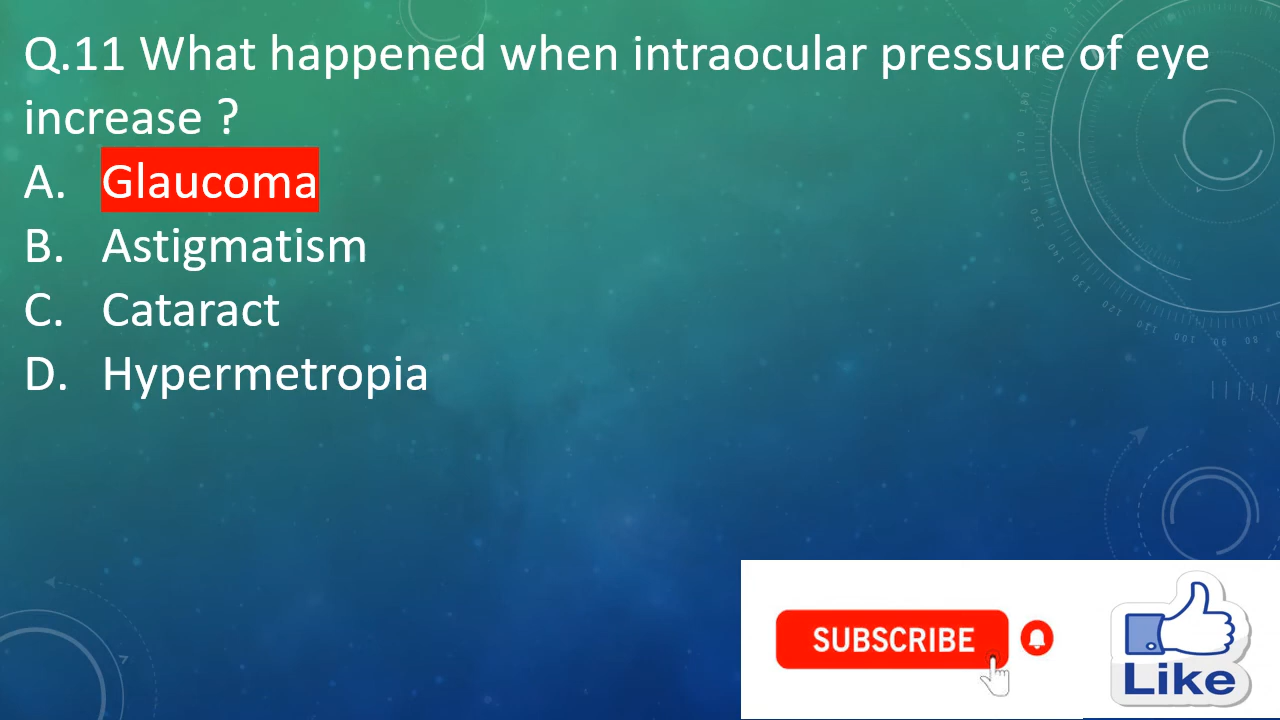 Q.11 What happened when intraocular pressure of eye
increase ?
A. Glaucoma
B. Astigmatism
C. Cataract
D. Hypermetropia
SUBSCRIBE
Like